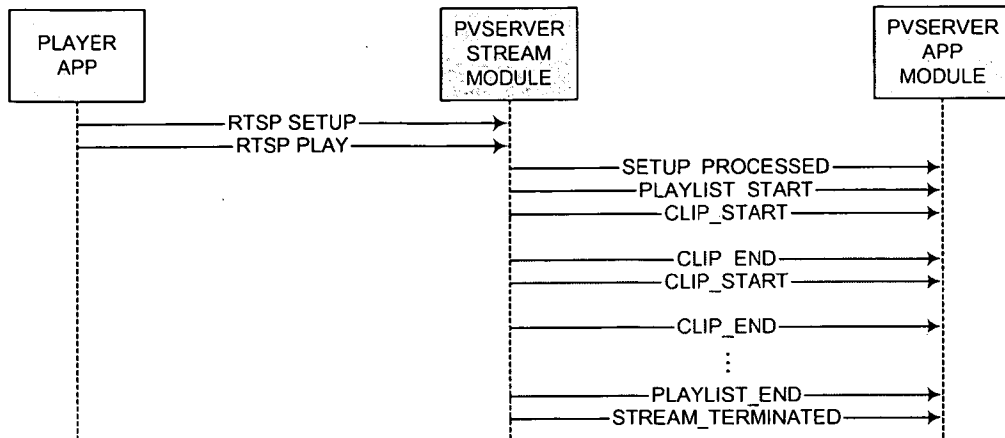 PLAYER
APP
PVSERVER
STREAM
MODULE
PVSERVER
APP
MODULE
RTSP SETUP
RTSP PLAY
SETUP PROCESSED
PLAYLIST START
CLIP_START
CLIP END
CLIP_START
CLIP_END
PLAYLIST_END
STREAM_TERMINATED